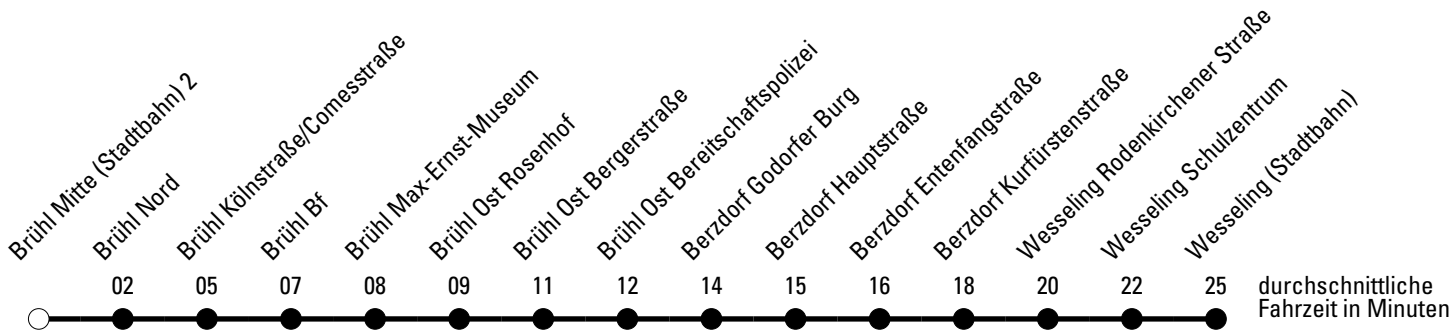 Brühl Mitte (Stadtbahn) 2
Brühl Nord
Brühl Kölnstraße/Comesstraße
Brühl Bf
Brühl Max-Ernst-Museum
Brühl Ost Rosenhof
Brühl Ost Bergerstraße
Brühl Ost Bereitschaftspolizei
Berzdorf Godorfer Burg
Berzdorf Hauptstraße
Berzdorf Entenfangstraße
Berzdorf Kurfürstenstraße
Wesseling Rodenkirchener Straße
Wesseling Schulzentrum
Wesseling (Stadtbahn)
02 05 07 08 09 11 12 14 15 16 18 20 22 25
durchschnittliche
Fahrzeit in Minuten